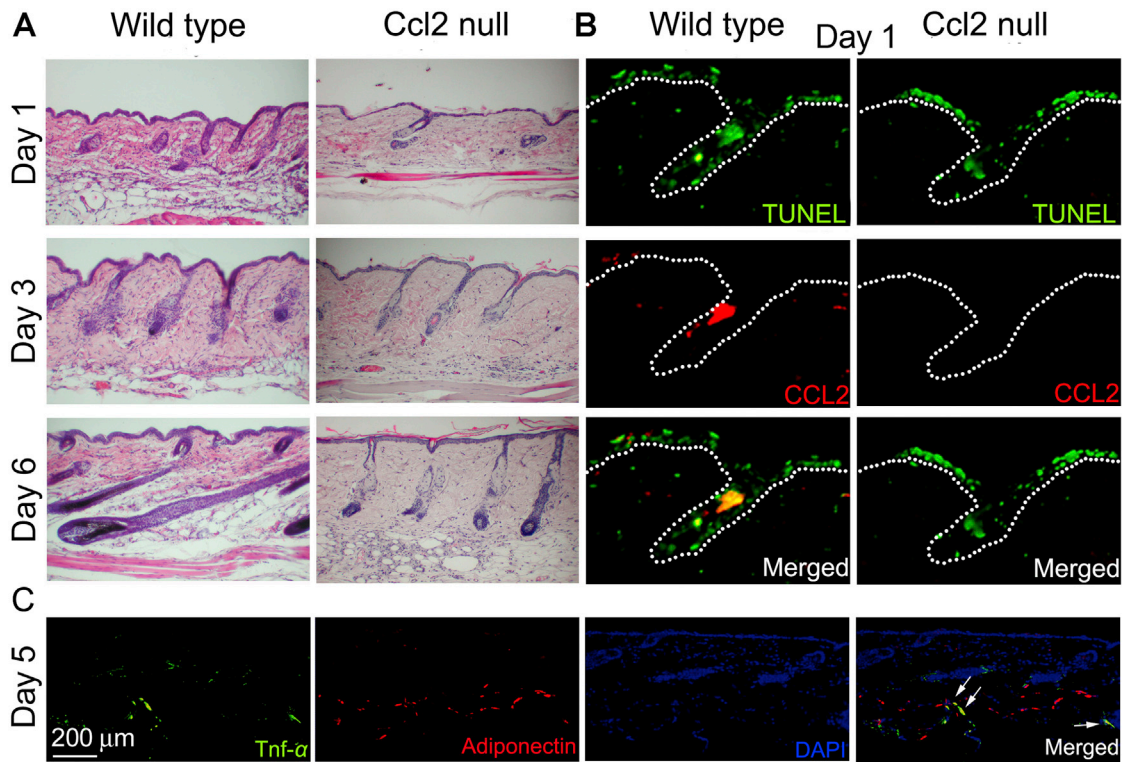 A Wild type Ccl2 null B Wild type Day 1 Ccl2 null
Day 1
TUNEL TUNEL
Day 3
CCL2 CCL2
Day 6
Merged Merged
C
Day 5
200 μm Tnf-α Adiponectin DAPI Merged